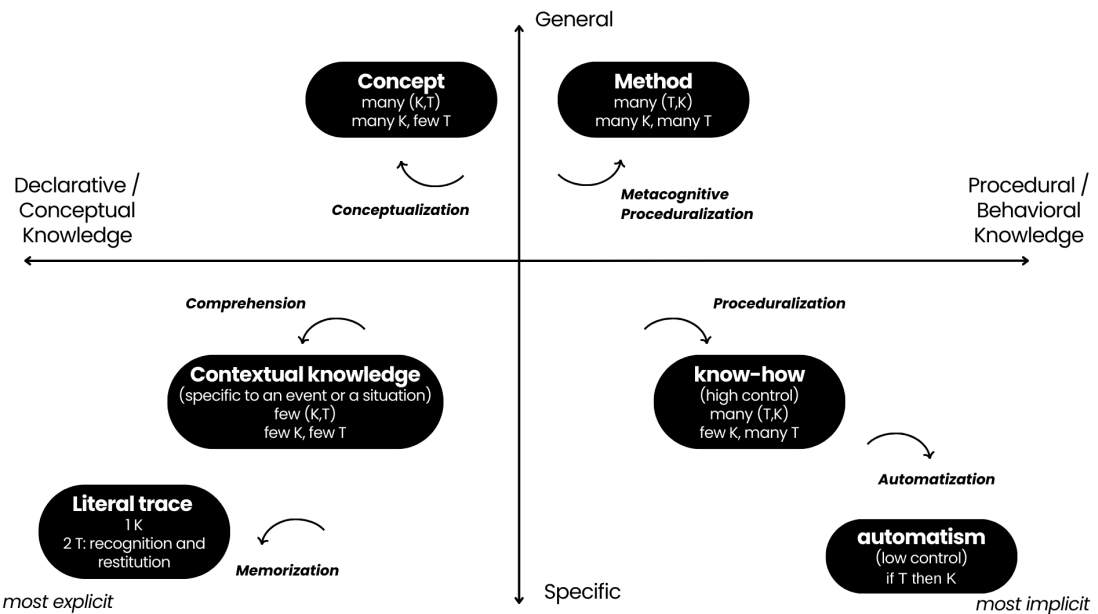 General
Concept
many (K,T)
many K, few T
Method
many (T,K)
many K, many T
Conceptualization
Metacognitive
Proceduralization
Declarative /
Conceptual
Knowledge
Procedural /
Behavioral
Knowledge
Comprehension
Proceduralization
Contextual knowledge
(specific to an event or a situation)
few (K,T)
few K, few T
know-how
(high control)
many (T,K)
few K, many T
Automatization
Literal trace
1 K
2 T: recognition and
restitution
Memorization
automatism
(low control)
if T then K
most explicit
Specific
most implicit